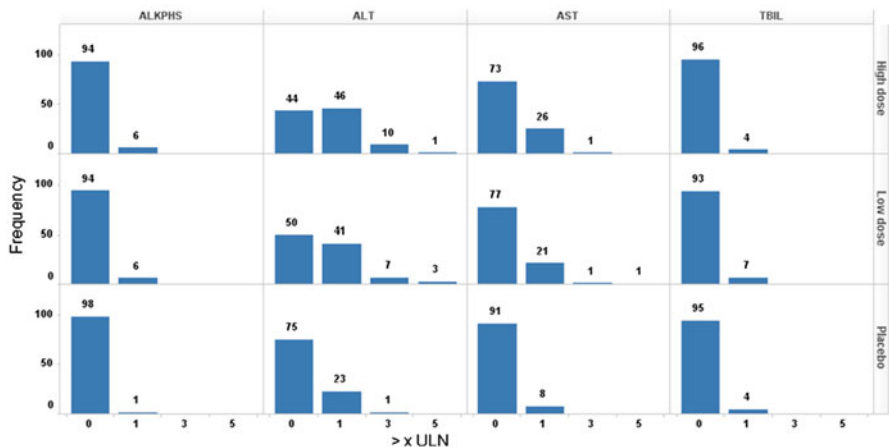 ALKPHS ALT AST TBIL
94 6 44 46 10 1 73 26 1 96 4
100
50
0
High dose
94 6 50 41 7 3 77 21 1 1 93 7
100
50
0
Low dose
98 1 75 23 1 91 8 95 4
100
50
0
Placebo
Frequency
0 1 3 5 0 1 3 5 0 1 3 5 0 1 3 5
> x ULN